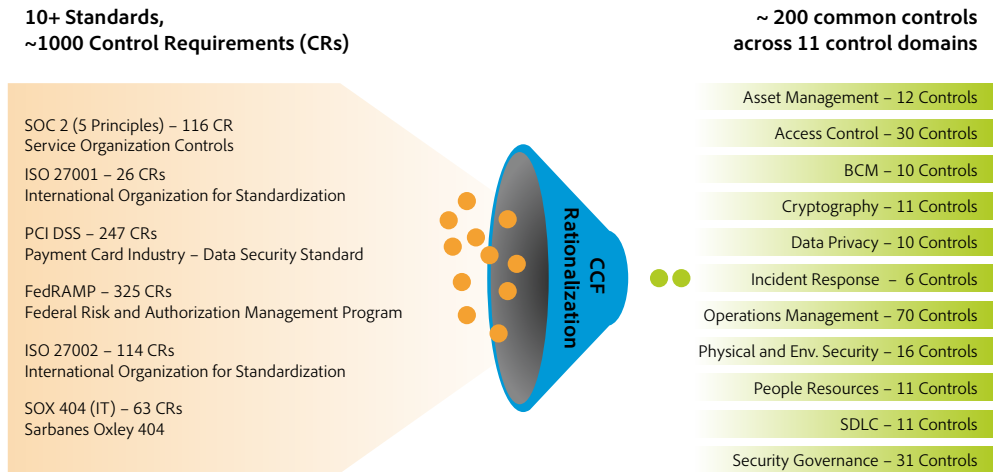 10+ Standards,
~1000 Control Requirements (CRs)
SOC 2 (5 Principles) – 116 CR
Service Organization Controls
ISO 27001 – 26 CRs
International Organization for Standardization
PCI DSS – 247 CRs
Payment Card Industry – Data Security Standard
FedRAMP – 325 CRs
Federal Risk and Authorization Management Program
ISO 27002 – 114 CRs
International Organization for Standardization
SOX 404 (IT) – 63 CRs
Sarbanes Oxley 404
CCF
Rationalization
~ 200 common controls
across 11 control domains
Asset Management – 12 Controls
Access Control – 30 Controls
BCM – 10 Controls
Cryptography – 11 Controls
Data Privacy – 10 Controls
Incident Response – 6 Controls
Operations Management – 70 Controls
Physical and Env. Security – 16 Controls
People Resources – 11 Controls
SDLC – 11 Controls
Security Governance – 31 Controls